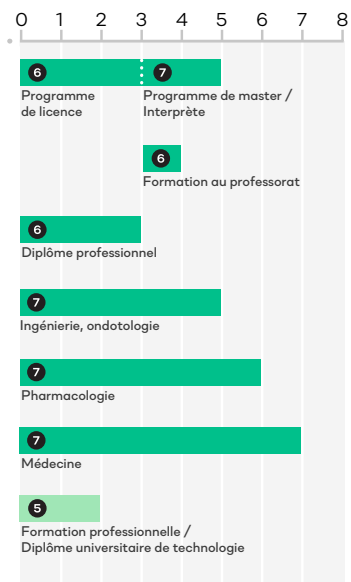 0 1 2 3 4 5 6 7 8
6 7
Programme
de licence
Programme de master /
Interprète
6
Formation au professorat
6
Diplôme professionnel
7
Ingénierie, ondotologie
7
Pharmacologie
7
Médecine
5
Formation professionnelle /
Diplôme universitaire de technologie